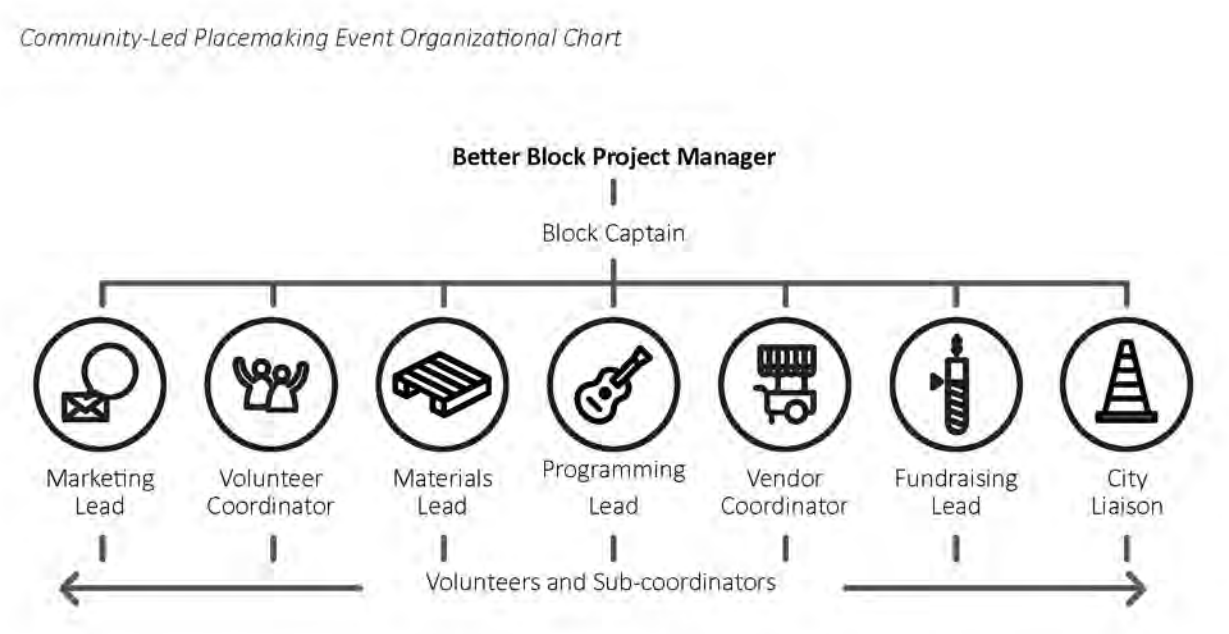 Community-Led Placemaking Event Organizational Chart
Better Block Project Manager
Block Captain
Marketing
Lead
Volunteer
Coordinator
Materials
Lead
Programming
Lead
Vendor
Coordinator
Fundraising
Lead
City
Liaison
Volunteers and Sub-coordinators